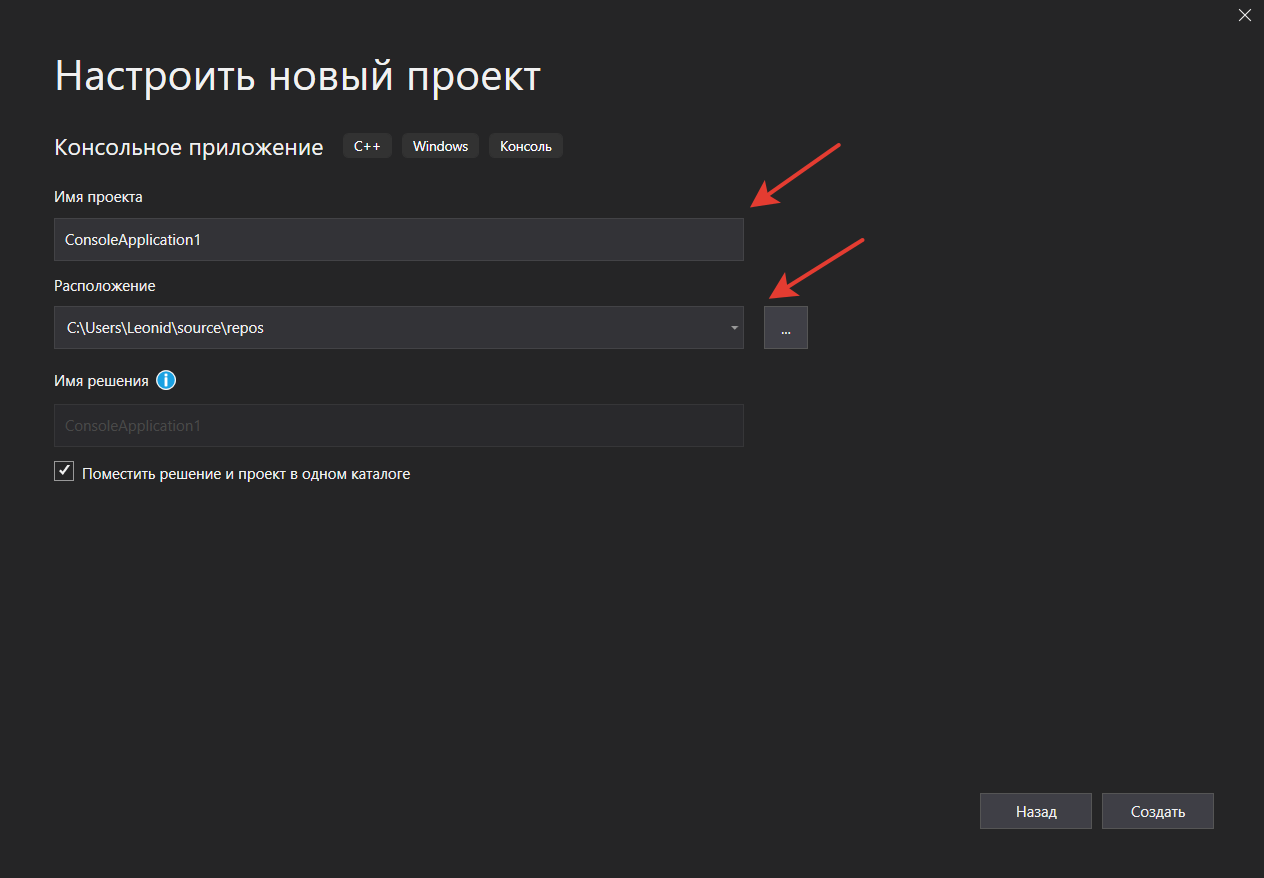 Настроить новый проект
Консольное приложение C++ Windows Консоль
Имя проекта
ConsoleApplication1
Расположение
C:\Users\Leonid\source\repos
...
Имя решения
ConsoleApplication1
Поместить решение и проект в одном каталоге
Назад Создать